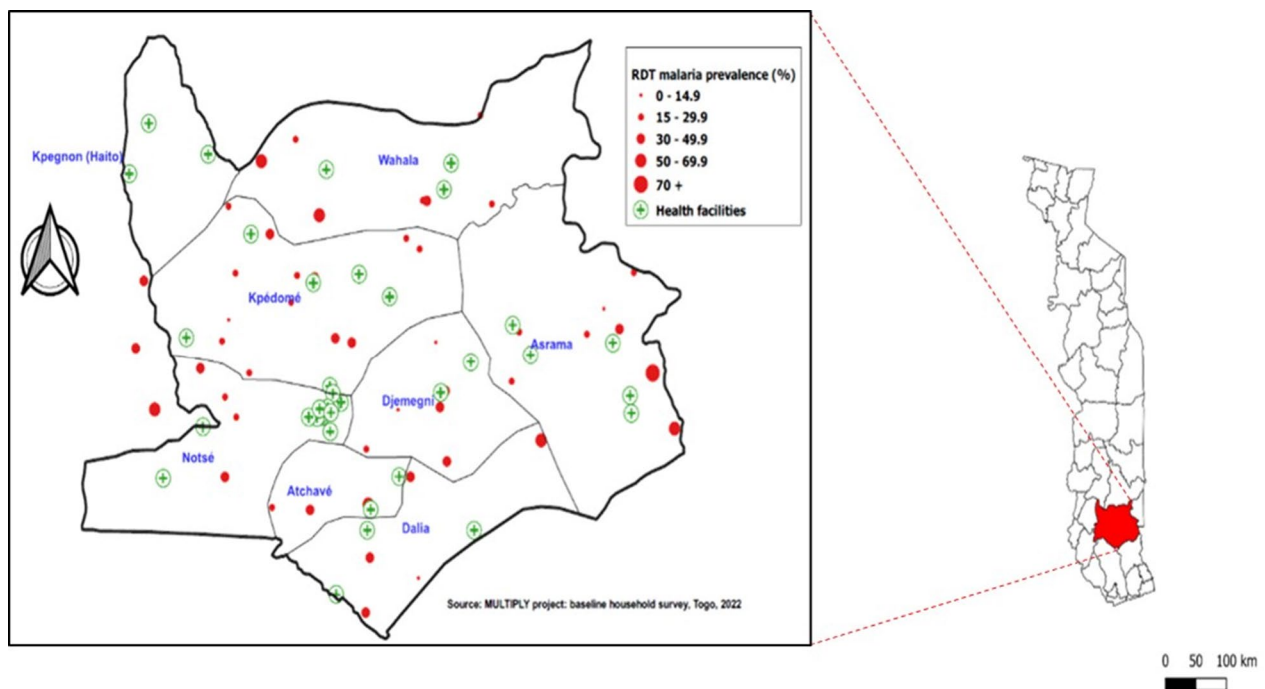 RDT malaria prevalence (%)
0 - 14.9
15 - 29.9
30 - 49.9
50 - 69.9
70 +
Health facilities
Kpegnon (Haito)
Wahala
Kpédomé
Asrama
Djemegni
Notsé
Atchavé
Dalia
Source: MULTIPLY project: baseline household survey, Togo, 2022
0 50 100 km